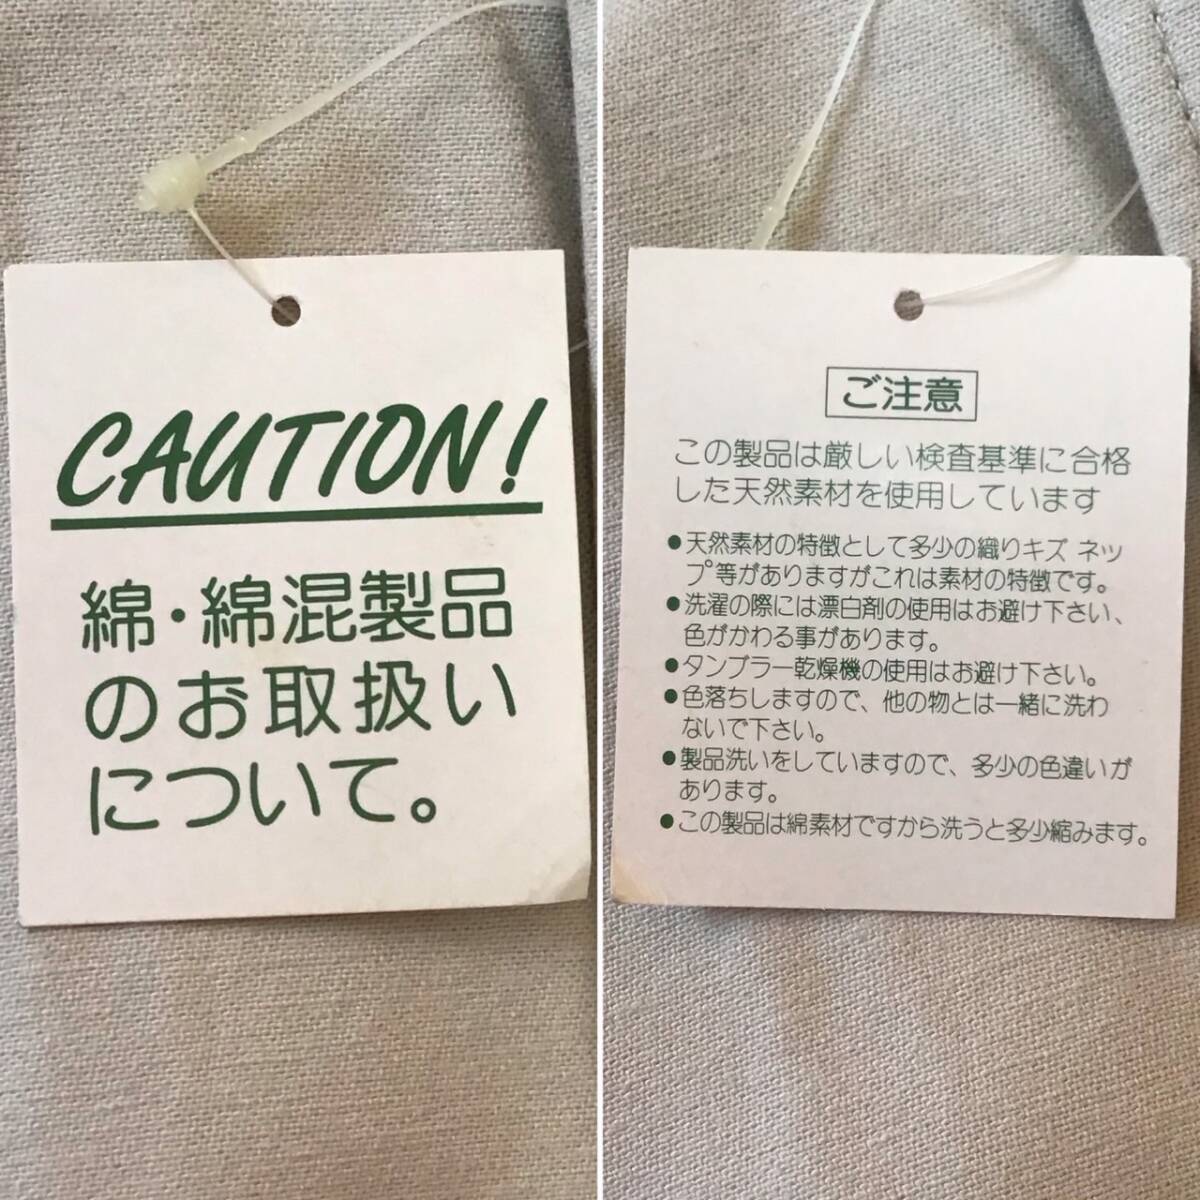 CAUTION!
綿・綿混製品
のお取扱い
について。
ご注意
この製品は厳しい検査基準に合格
した天然素材を使用しています
●天然素材の特徴として多少の織りキズ ネッ
プ等がありますがこれは素材の特徴です。
●洗濯の際には漂白剤の使用はお避け下さい、
色がかわる事があります。
●タンブラー乾燥機の使用はお避け下さい。
●色落ちしますので、他の物とは一緒に洗わ
ないで下さい。
●製品洗いをしていますので、多少の色違いが
あります。
●この製品は綿素材ですから洗うと多少縮みます。